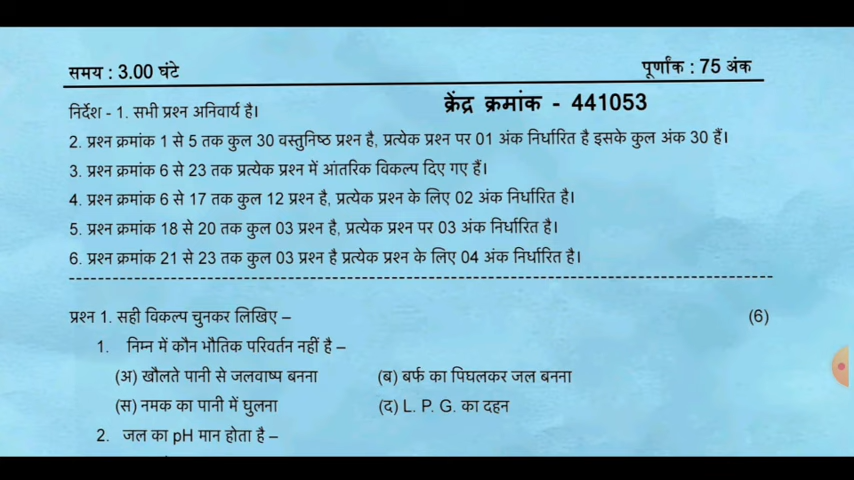 समय : 3.00 घंटे
पूर्णांक : 75 अंक
निर्देश - 1. सभी प्रश्न अनिवार्य है।
केंद्र क्रमांक - 441053
2. प्रश्न क्रमांक 1 से 5 तक कुल 30 वस्तुनिष्ठ प्रश्न है, प्रत्येक प्रश्न पर 01 अंक निर्धारित है इसके कुल अंक 30 हैं।
3. प्रश्न क्रमांक 6 से 23 तक प्रत्येक प्रश्न में आंतरिक विकल्प दिए गए हैं।
4. प्रश्न क्रमांक 6 से 17 तक कुल 12 प्रश्न है, प्रत्येक प्रश्न के लिए 02 अंक निर्धारित है।
5. प्रश्न क्रमांक 18 से 20 तक कुल 03 प्रश्न है, प्रत्येक प्रश्न पर 03 अंक निर्धारित है।
6. प्रश्न क्रमांक 21 से 23 तक कुल 03 प्रश्न है प्रत्येक प्रश्न के लिए 04 अंक निर्धारित है।
प्रश्न 1. सही विकल्प चुनकर लिखिए – (6)
1. निम्न में कौन भौतिक परिवर्तन नहीं है –
(अ) खौलते पानी से जलवाष्प बनना (ब) बर्फ का पिघलकर जल बनना
(स) नमक का पानी में घुलना (द) L. P. G. का दहन
2. जल का pH मान होता है –